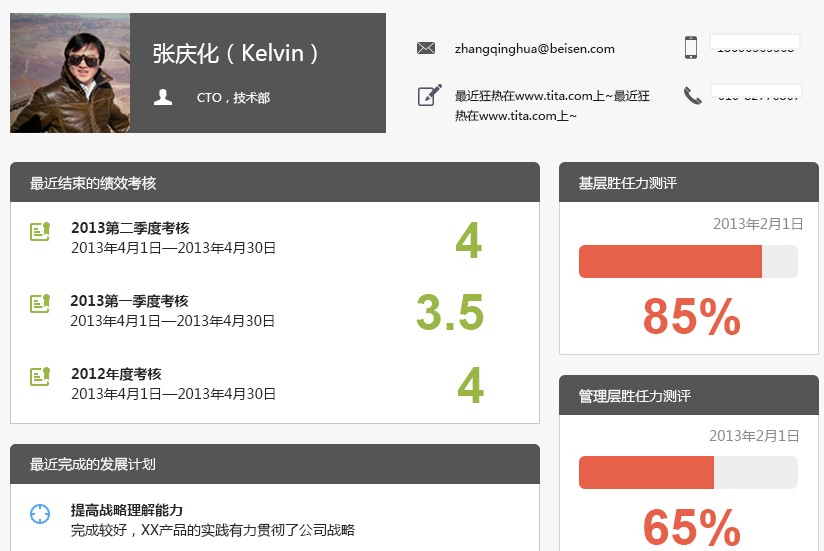 张庆化（Kelvin）
CTO，技术部
zhangqinghua@beisen.com
最近狂热在www.tita.com上~最近狂
热在www.tita.com上~
最近结束的绩效考核
2013第二季度考核
2013年4月1日—2013年4月30日
4
2013第一季度考核
2013年4月1日—2013年4月30日
3.5
2012年度考核
2013年4月1日—2013年4月30日
4
最近完成的发展计划
提高战略理解能力
完成较好，XX产品的实践有力贯彻了公司战略
基层胜任力测评
2013年2月1日
85%
管理层胜任力测评
2013年2月1日
65%